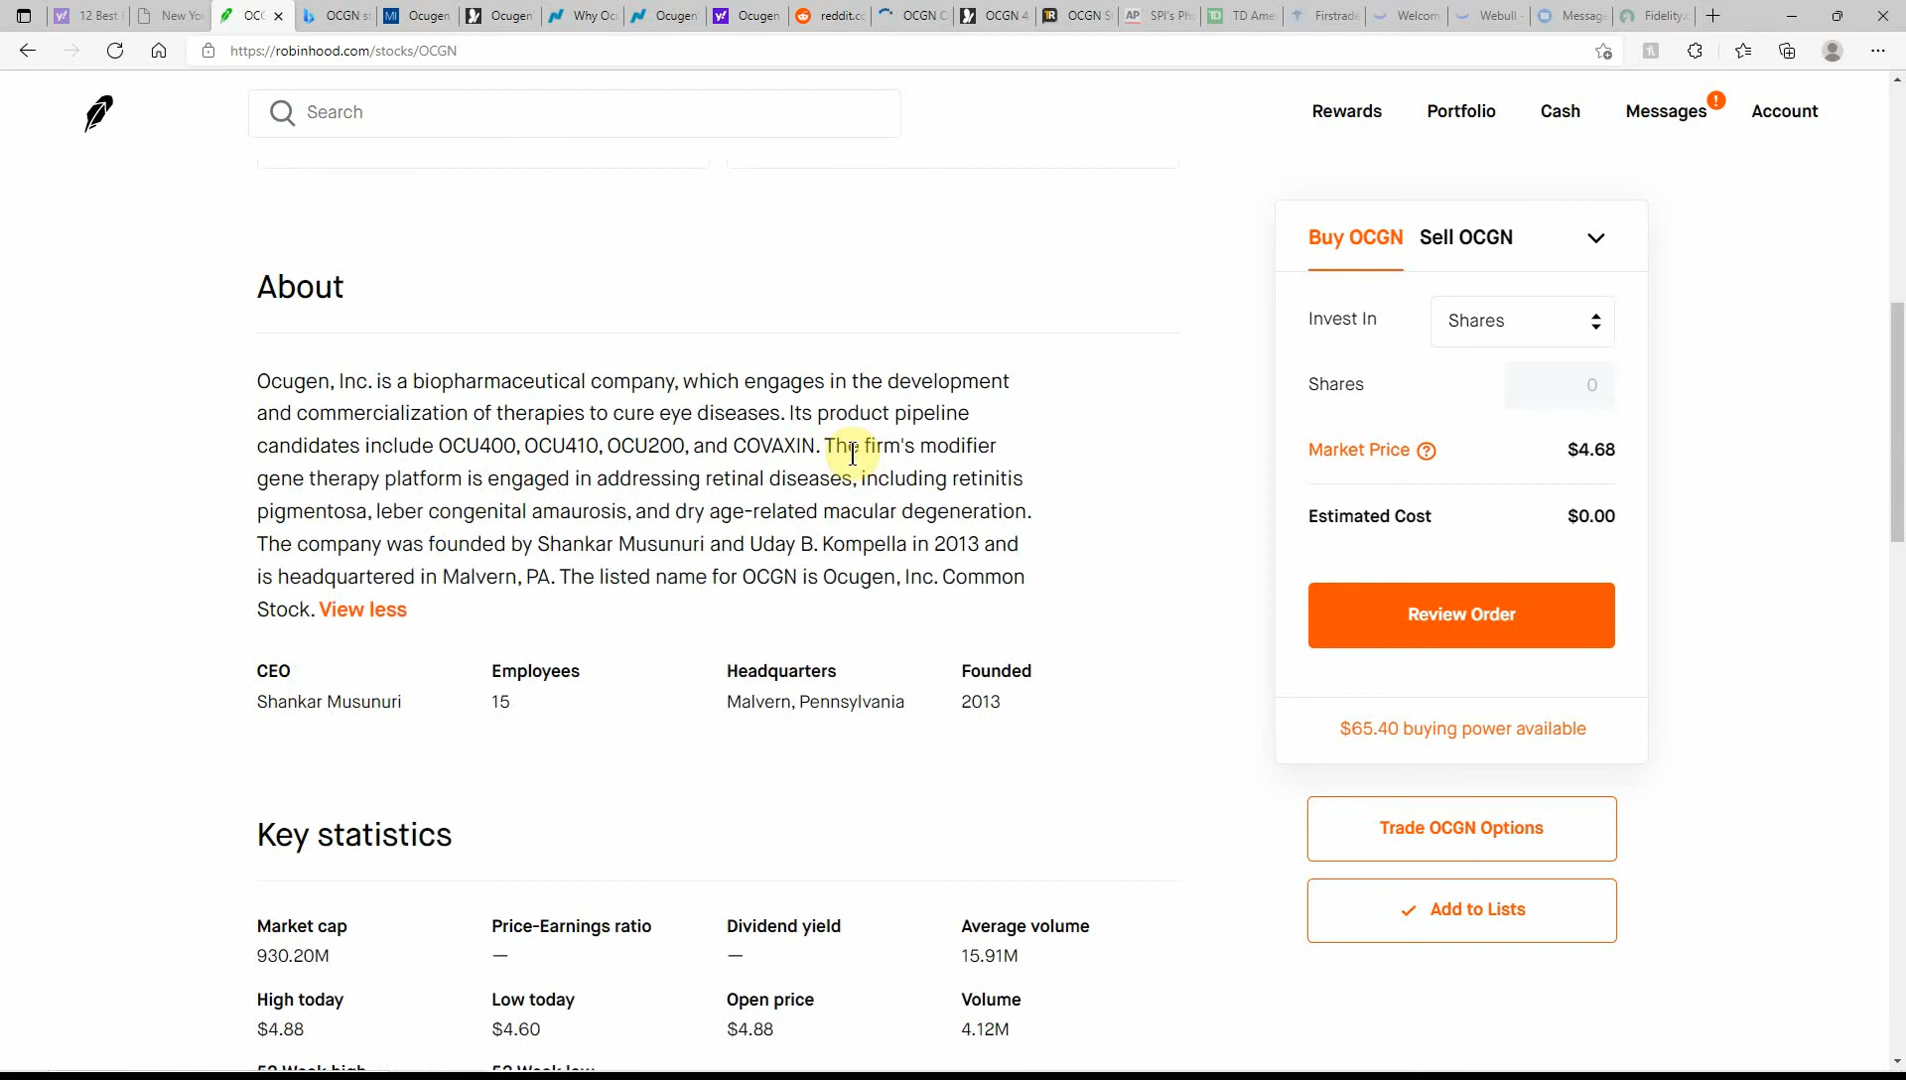 12 Best
New Yo
OCG
OCGN st
Ocugen
Ocugen
Why Oc
Ocugen
Ocugen
reddit.cc
OCGN C
OCGN 4.
OCGN S
SPI's Ph
TD Ame
Firstrade
Welcom
Webull -
Messag
Fidelity.
https://robinhood.com/stocks/OCGN
Search
Rewards
Portfolio
Cash
Messages
!
Account
About
Ocugen, Inc. is a biopharmaceutical company, which engages in the development
and commercialization of therapies to cure eye diseases. Its product pipeline
candidates include OCU400, OCU410, OCU200, and COVAXIN. The firm's modifier
gene therapy platform is engaged in addressing retinal diseases, including retinitis
pigmentosa, leber congenital amaurosis, and dry age-related macular degeneration.
The company was founded by Shankar Musunuri and Uday B. Kompella in 2013 and
is headquartered in Malvern, PA. The listed name for OCGN is Ocugen, Inc. Common
Stock. View less
CEO
Shankar Musunuri
Employees
15
Headquarters
Malvern, Pennsylvania
Founded
2013
Key statistics
Market cap
930.20M
Price-Earnings ratio
—
Dividend yield
—
Average volume
15.91M
High today
$4.88
Low today
$4.60
Open price
$4.88
Volume
4.12M
52 Week high
52 Week low
Buy OCGN
Sell OCGN
Invest In
Shares
Shares
0
Market Price ?
$4.68
Estimated Cost
$0.00
Review Order
$65.40 buying power available
Trade OCGN Options
Add to Lists